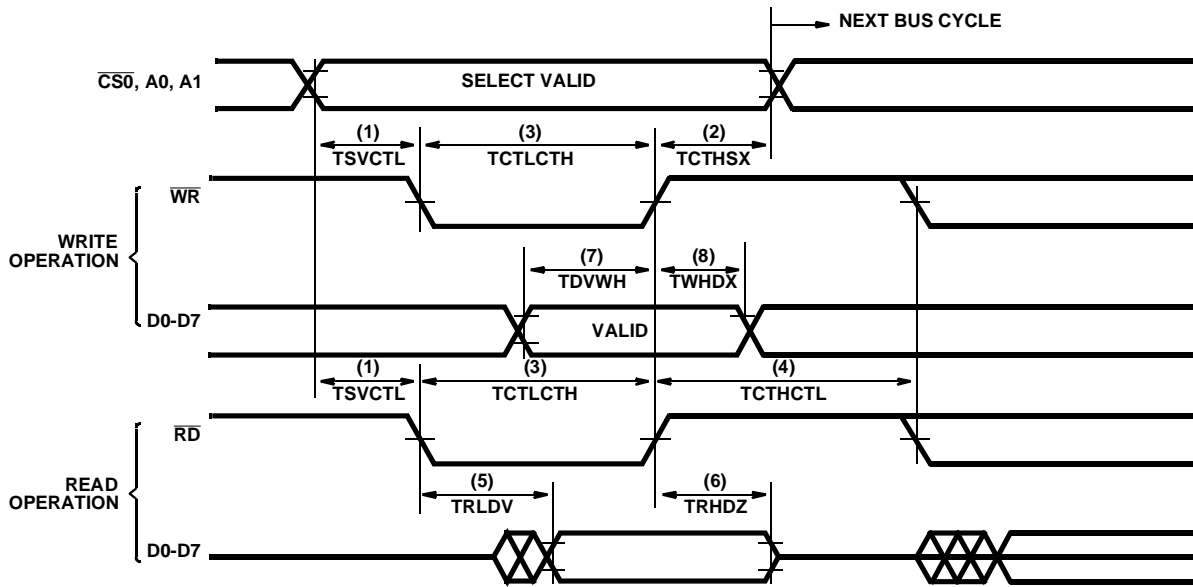 NEXT BUS CYCLE
CS0, A0, A1
SELECT VALID
(1) (3) (2)
TSVCTL TCTLCTH TCTHSX
WR
WRITE
OPERATION
(7) (8)
TDVWH TWHDX
D0-D7
VALID
(1) (3) (4)
TSVCTL TCTLCTH TCTHCTL
RD
READ
OPERATION
(5) (6)
TRLDV TRHDZ
D0-D7